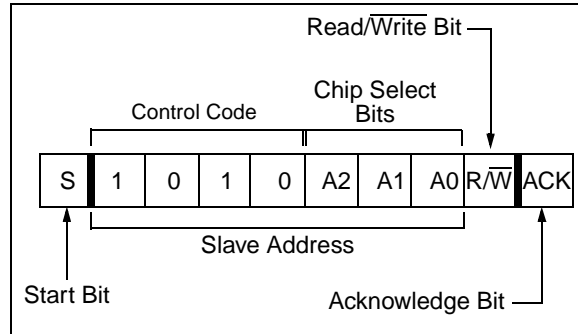 Read/Write Bit
Chip Select
Bits
Control Code
S 1 0 1 0 A2 A1 A0 R/W ACK
Slave Address
Start Bit
Acknowledge Bit